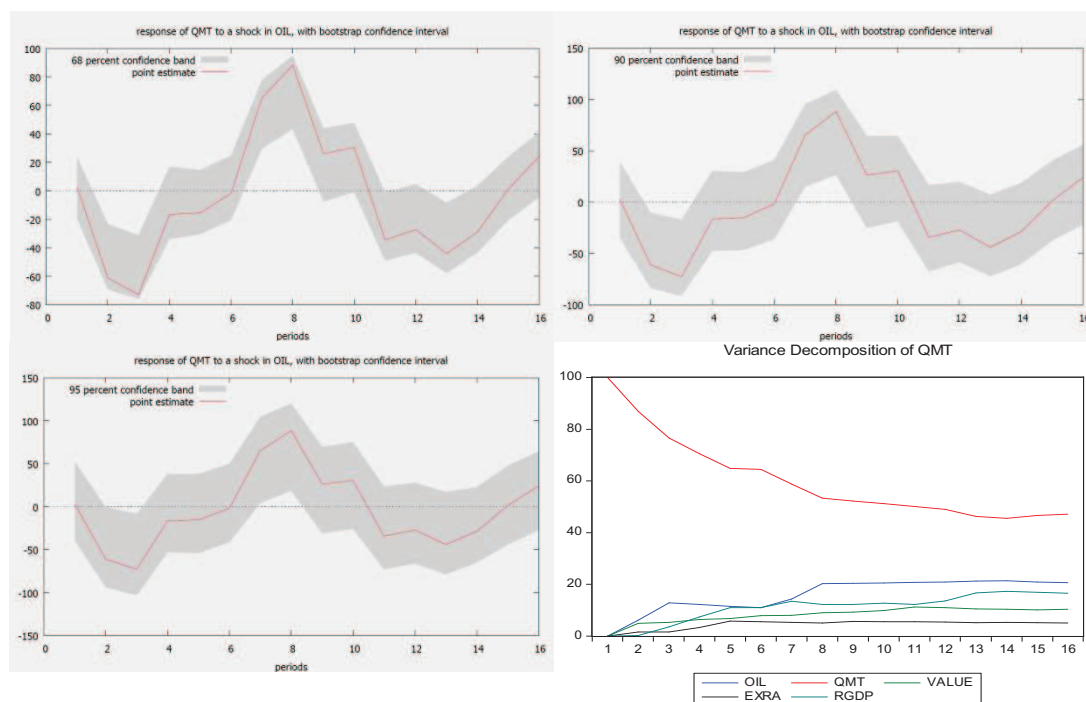 response of QMT to a shock in OIL, with bootstrap confidence interval
100
80
60
40
20
0
-20
-40
-60
-80
68 percent confidence band
point estimate
0 2 4 6 8 10 12 14 16
periods
response of QMT to a shock in OIL, with bootstrap confidence interval
150
100
50
0
-50
-100
90 percent confidence band
point estimate
0 2 4 6 8 10 12 14 16
periods
response of QMT to a shock in OIL, with bootstrap confidence interval
150
100
50
0
-50
-100
-150
95 percent confidence band
point estimate
0 2 4 6 8 10 12 14 16
periods
Variance Decomposition of QMT
100
80
60
40
20
0
1 2 3 4 5 6 7 8 9 10 11 12 13 14 15 16
OIL QMT VALUE
EXRA RGDP